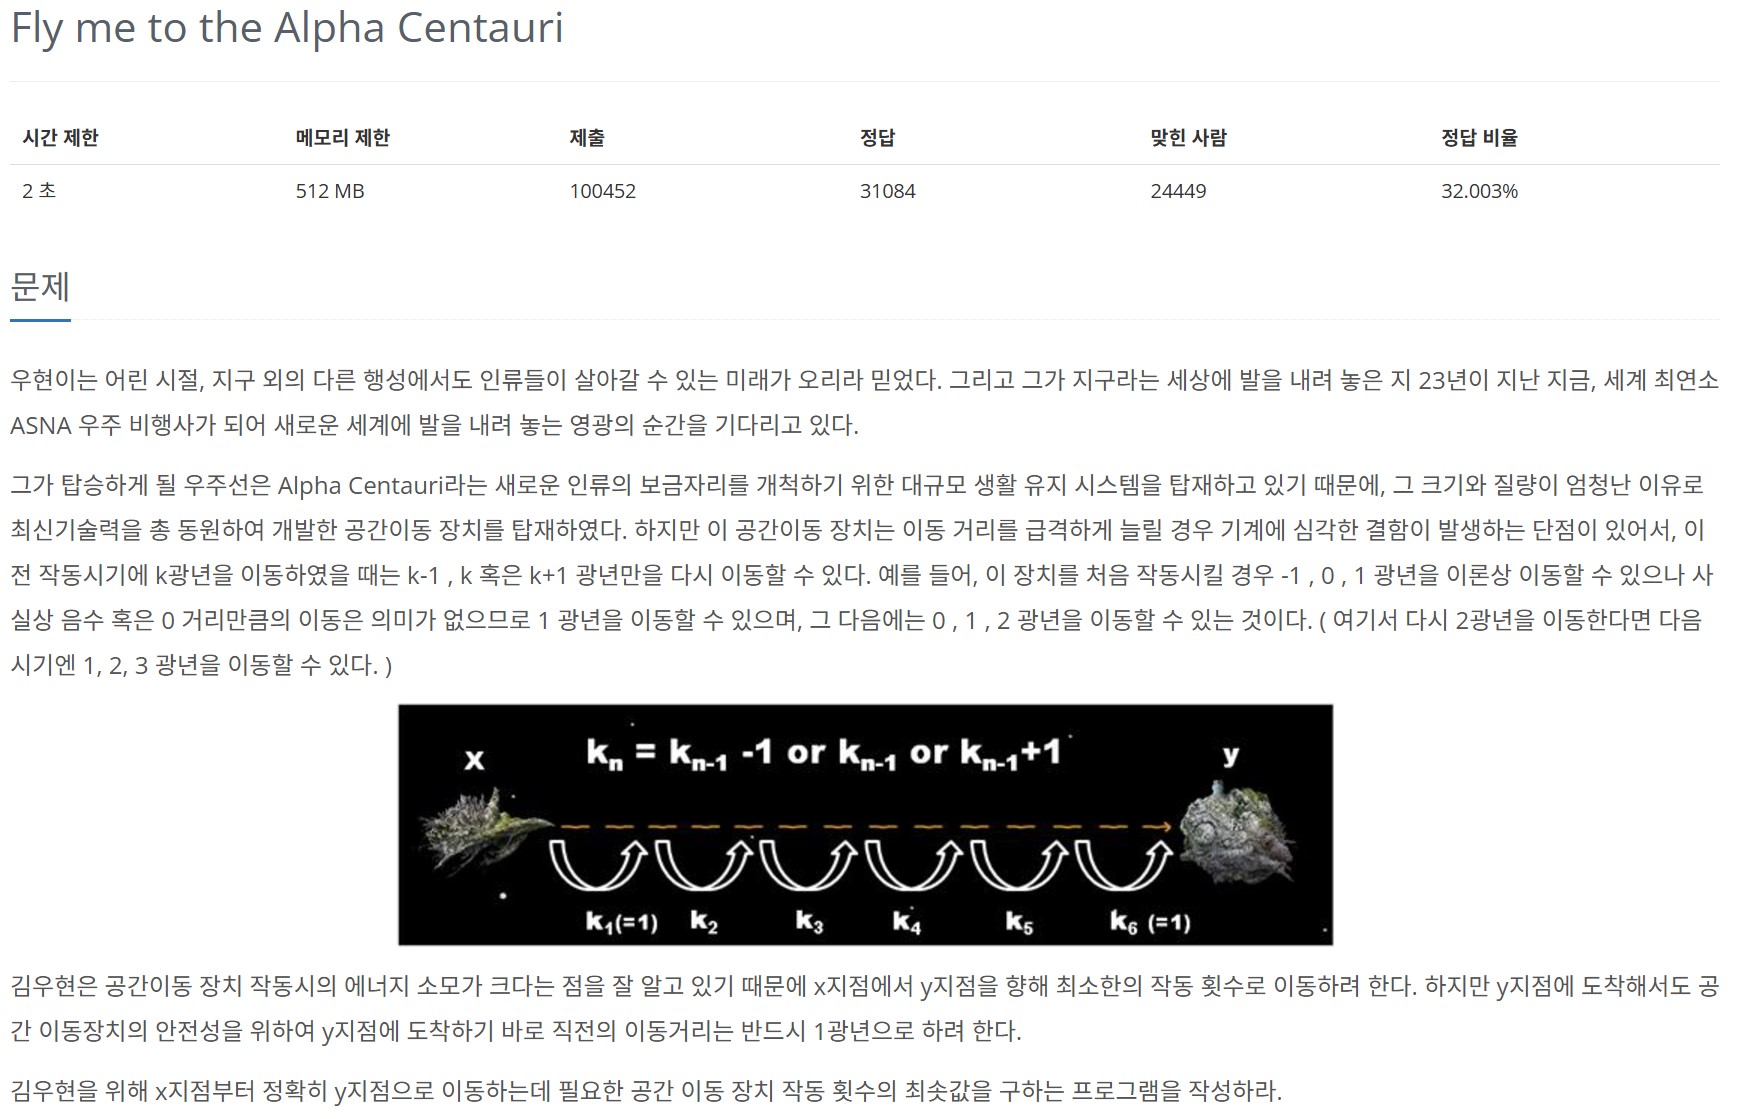 Fly me to the Alpha Centauri
시간 제한 메모리 제한 제출 정답 맞힌 사람 정답 비율
2 초 512 MB 100452 31084 24449 32.003%
문제
우현이는 어린 시절, 지구 외의 다른 행성에서도 인류들이 살아갈 수 있는 미래가 오리라 믿었다. 그리고 그가 지구라는 세상에 발을 내려 놓은 지 23년이 지난 지금, 세계 최연소
ASNA 우주 비행사가 되어 새로운 세계에 발을 내려 놓는 영광의 순간을 기다리고 있다.
그가 탑승하게 될 우주선은 Alpha Centauri라는 새로운 인류의 보금자리를 개척하기 위한 대규모 생활 유지 시스템을 탑재하고 있기 때문에, 그 크기와 질량이 엄청난 이유로
최신기술력을 총 동원하여 개발한 공간이동 장치를 탑재하였다. 하지만 이 공간이동 장치는 이동 거리를 급격하게 늘릴 경우 기계에 심각한 결함이 발생하는 단점이 있어서, 이
전 작동시기에 k광년을 이동하였을 때는 k-1 , k 혹은 k+1 광년만을 다시 이동할 수 있다. 예를 들어, 이 장치를 처음 작동시킬 경우 -1 , 0 , 1 광년을 이론상 이동할 수 있으나 사
실상 음수 혹은 0 거리만큼의 이동은 의미가 없으므로 1 광년을 이동할 수 있으며, 그 다음에는 0 , 1 , 2 광년을 이동할 수 있는 것이다. ( 여기서 다시 2광년을 이동한다면 다음
시기엔 1, 2, 3 광년을 이동할 수 있다. )
kn = kn-1 -1 or kn-1 or kn-1+1
x y
k1(=1) k2 k3 k4 k5 k6 (=1)
김우현은 공간이동 장치 작동시의 에너지 소모가 크다는 점을 잘 알고 있기 때문에 x지점에서 y지점을 향해 최소한의 작동 횟수로 이동하려 한다. 하지만 y지점에 도착해서도 공
간 이동장치의 안전성을 위하여 y지점에 도착하기 바로 직전의 이동거리는 반드시 1광년으로 하려 한다.
김우현을 위해 x지점부터 정확히 y지점으로 이동하는데 필요한 공간 이동 장치 작동 횟수의 최솟값을 구하는 프로그램을 작성하라.